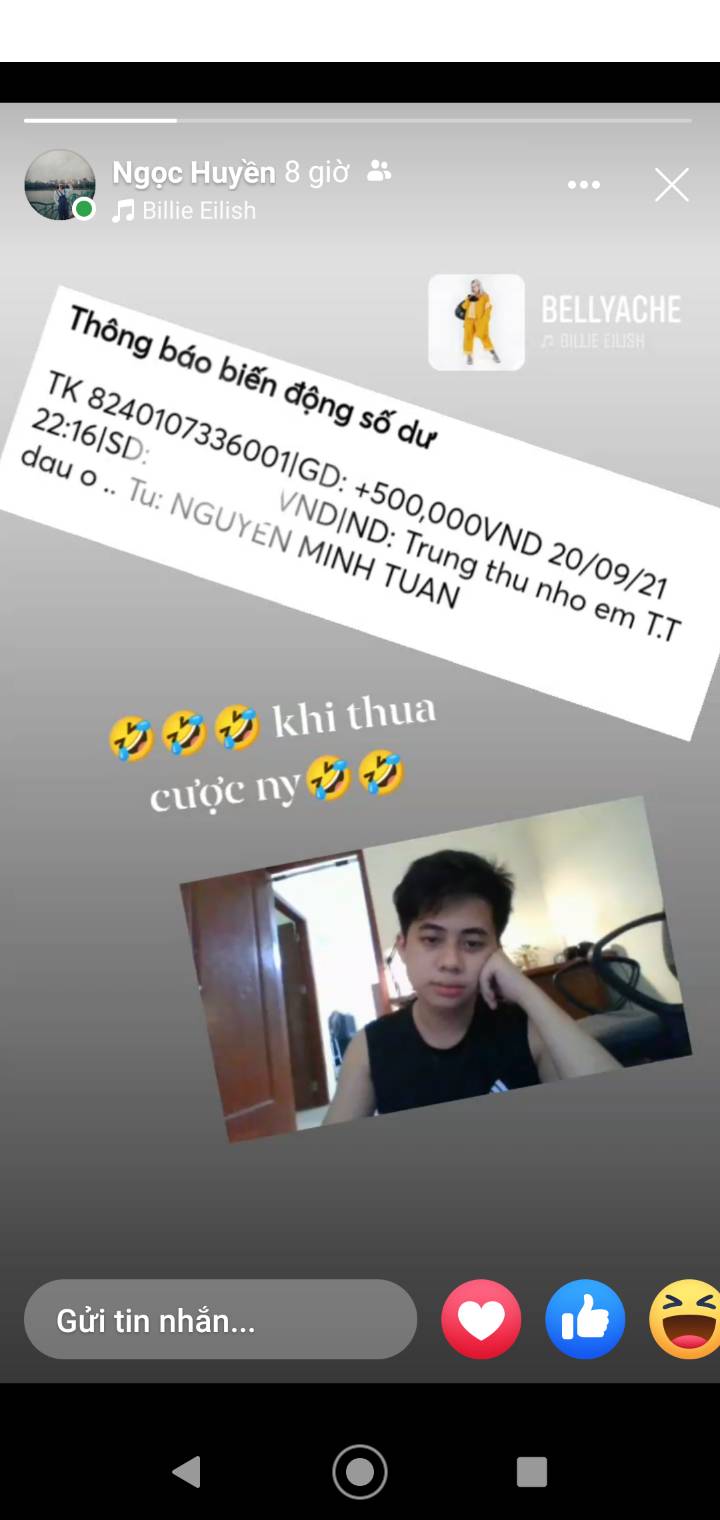 Ngọc Huyền 8 giờ
Billie Eilish
BELLYACHE
BILLIE EILISH
Thông báo biến động số dư
TK 8240107336001|GD: +500,000VND 20/09/21
22:16|SD: VND|ND: Trung thu nho em T.T
dau o .. Tu: NGUYEN MINH TUAN
🤣🤣🤣 khi thua
cược ny🤣🤣
Gửi tin nhắn...